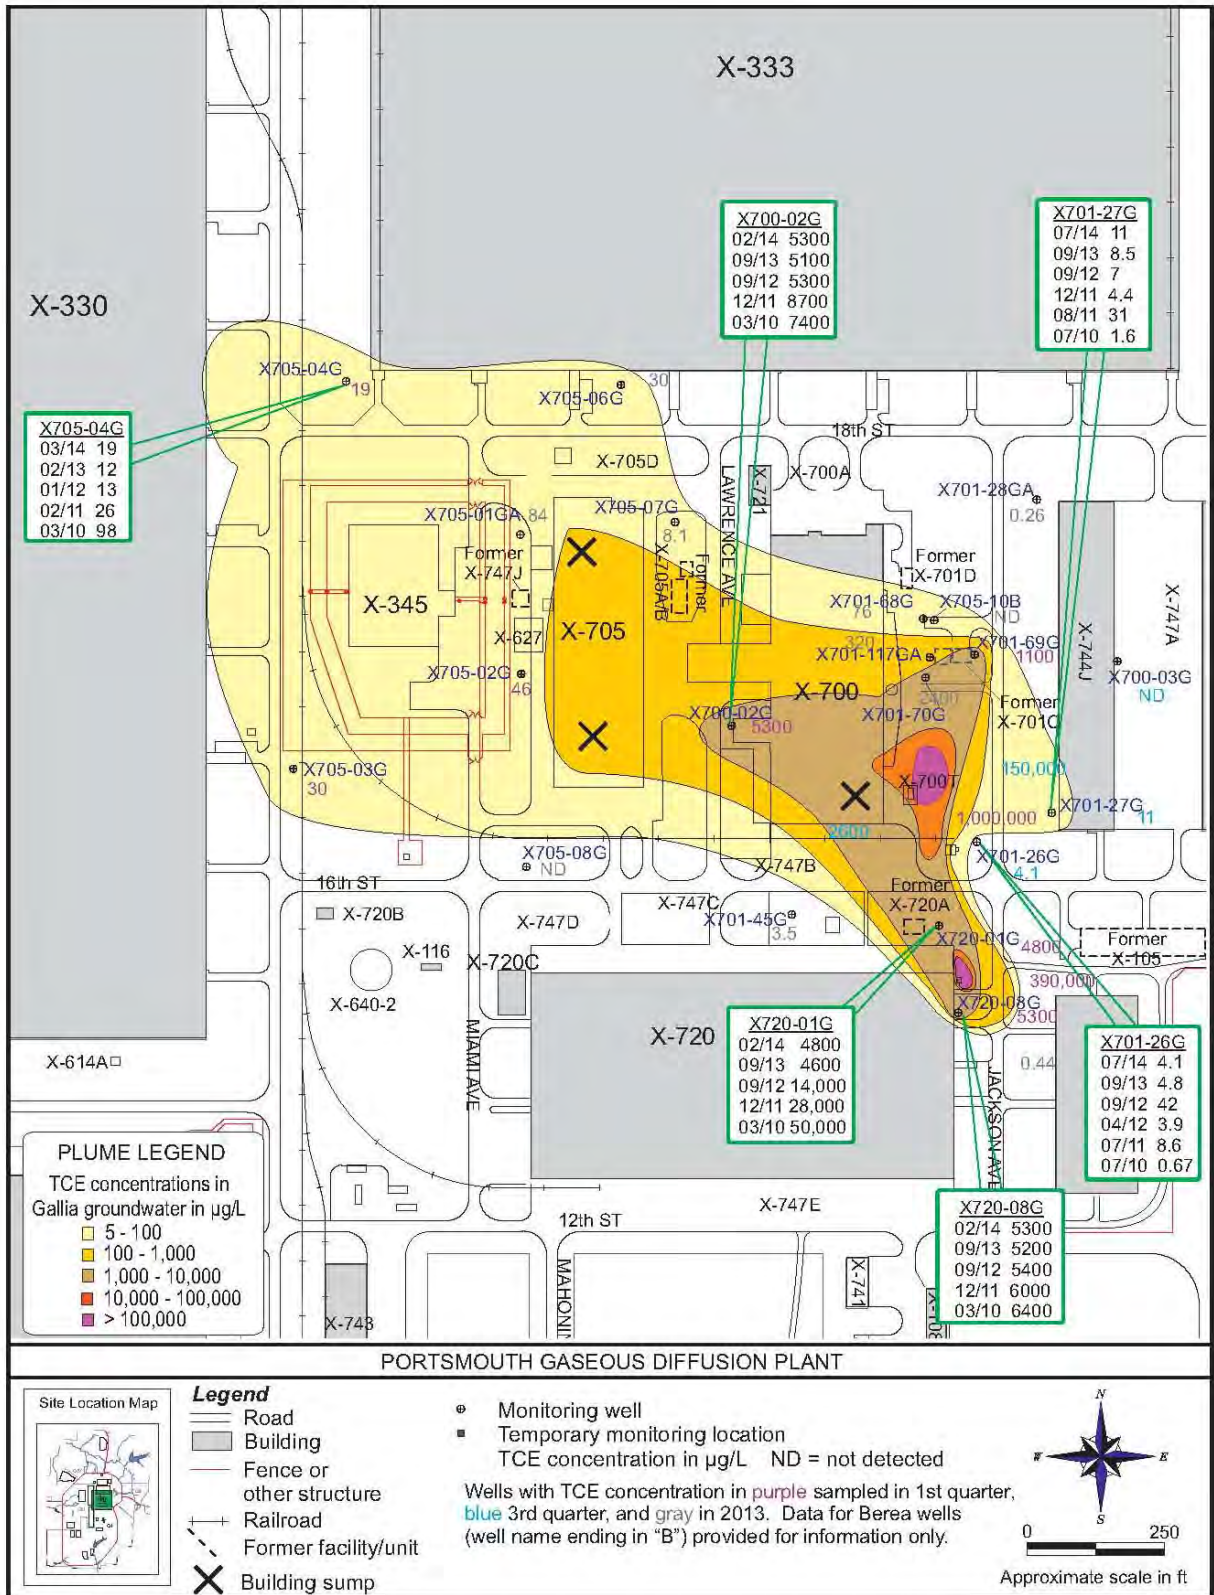 X-333
X-330
X700-02G
02/14 5300
09/13 5100
09/12 5300
12/11 8700
03/10 7400
X701-27G
07/14 11
09/13 8.5
09/12 7
12/11 4.4
08/11 31
07/10 1.6
X705-04G
19
X705-06G
30
X705-04G
03/14 19
02/13 12
01/12 13
02/11 26
03/10 98
18th ST
X-705D
LAWRENCE AVE
X-721
X-700A
X701-28GA
0.26
X705-01GA
84
X705-07G
8.1
Former
X-747J
Former
X-705A/B
Former
X-701D
X-345
X-627
X-705
X701-68G
76
X705-10B
ND
X-744J
X-747A
320
X701-117GA
X701-69G
1100
X700-03G
ND
X705-02G
46
X-700
2400
X701-70G
Former
X-701C
X700-02G
5300
X705-03G
30
X-700T
150,000
X701-27G
11
2600
1,000,000
X701-26G
4.1
X705-08G
ND
X-747B
16th ST
X-720B
X-747D
X-747C
X701-45G
3.5
Former
X-720A
X720-01G
4800
Former
X-105
X-116
X-720C
X-640-2
390,000
X720-08G
5300
X-720
0.44
X-614A
MIAMI AVE
JACKSON AVE
X720-01G
02/14 4800
09/13 4600
09/12 14,000
12/11 28,000
03/10 50,000
X701-26G
07/14 4.1
09/13 4.8
09/12 42
04/12 3.9
07/11 8.6
07/10 0.67
X720-08G
02/14 5300
09/13 5200
09/12 5400
12/11 6000
03/10 6400
PLUME LEGEND
TCE concentrations in
Gallia groundwater in µg/L
5 - 100
100 - 1,000
1,000 - 10,000
10,000 - 100,000
> 100,000
X-747E
12th ST
X-743
MAHONIN
X-741
PORTSMOUTH GASEOUS DIFFUSION PLANT
Site Location Map
Legend
Road
Building
Fence or
other structure
Railroad
Former facility/unit
Building sump
Monitoring well
Temporary monitoring location
TCE concentration in µg/L ND = not detected
Wells with TCE concentration in purple sampled in 1st quarter,
blue 3rd quarter, and gray in 2013. Data for Berea wells
(well name ending in “B”) provided for information only.
N
W
E
S
0 250
Approximate scale in ft